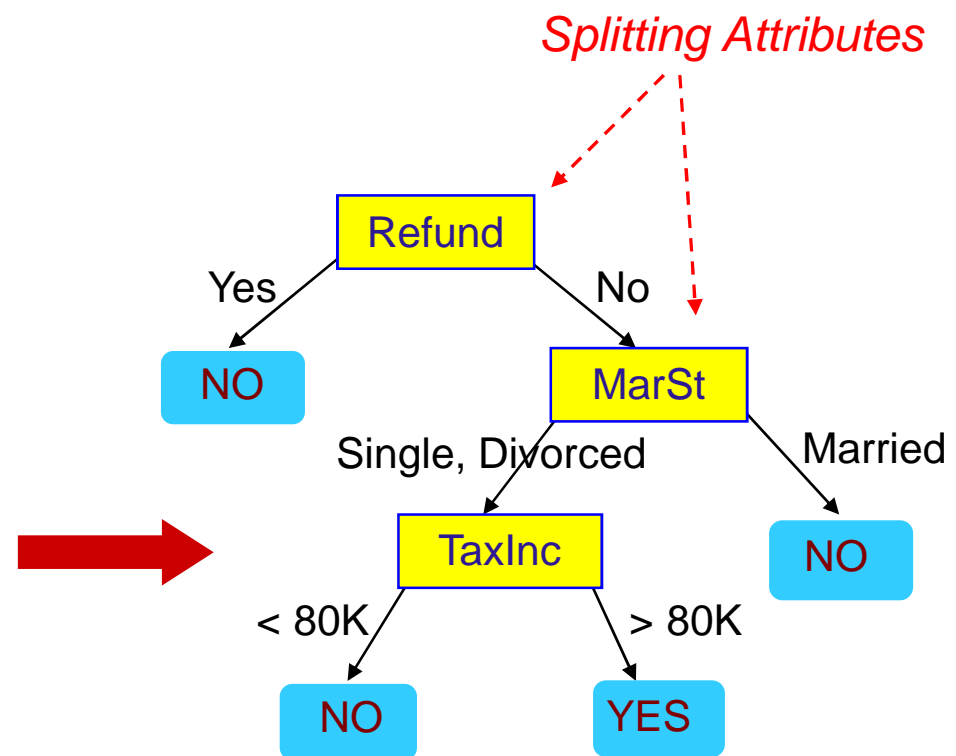 Splitting Attributes
Refund
Yes
No
NO
MarSt
Single, Divorced
Married
TaxInc
NO
< 80K
> 80K
NO
YES